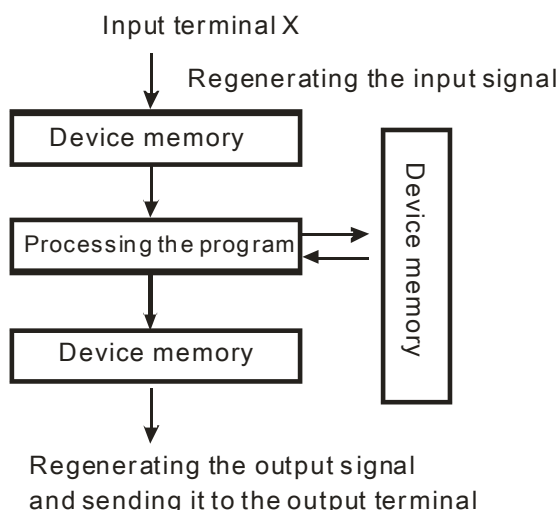 Input terminal X
Regenerating the input signal
Device memory
Processing the program
Device memory
Device memory
Regenerating the output signal
and sending it to the output terminal